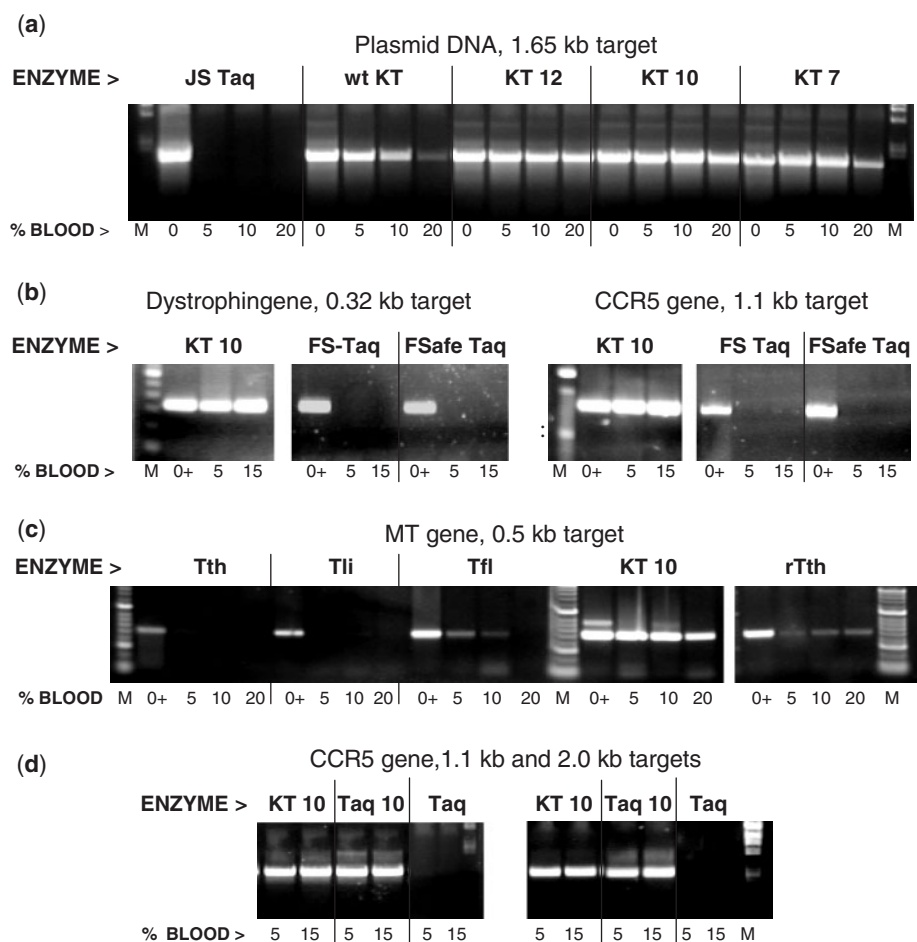 (a)
Plasmid DNA, 1.65 kb target
ENZYME > JS Taq wt KT KT 12 KT 10 KT 7
% BLOOD > M 0 5 10 20 0 5 10 20 0 5 10 20 0 5 10 20 0 5 10 20 M
(b)
Dystrophingene, 0.32 kb target CCR5 gene, 1.1 kb target
ENZYME > KT 10 FS-Taq FSafe Taq KT 10 FS Taq FSafe Taq
:
% BLOOD > M 0+ 5 15 0+ 5 15 0+ 5 15 M 0+ 5 15 0+ 5 15 0+ 5 15
(c)
MT gene, 0.5 kb target
ENZYME > Tth Tli Tfl KT 10 rTth
% BLOOD M 0+ 5 10 20 0+ 5 10 20 0+ 5 10 20 M 0+ 5 10 20 0+ 5 10 20 M
(d)
CCR5 gene,1.1 kb and 2.0 kb targets
ENZYME > KT 10 Taq 10 Taq KT 10 Taq 10 Taq
% BLOOD > 5 15 5 15 5 15 5 15 5 15 5 15 M